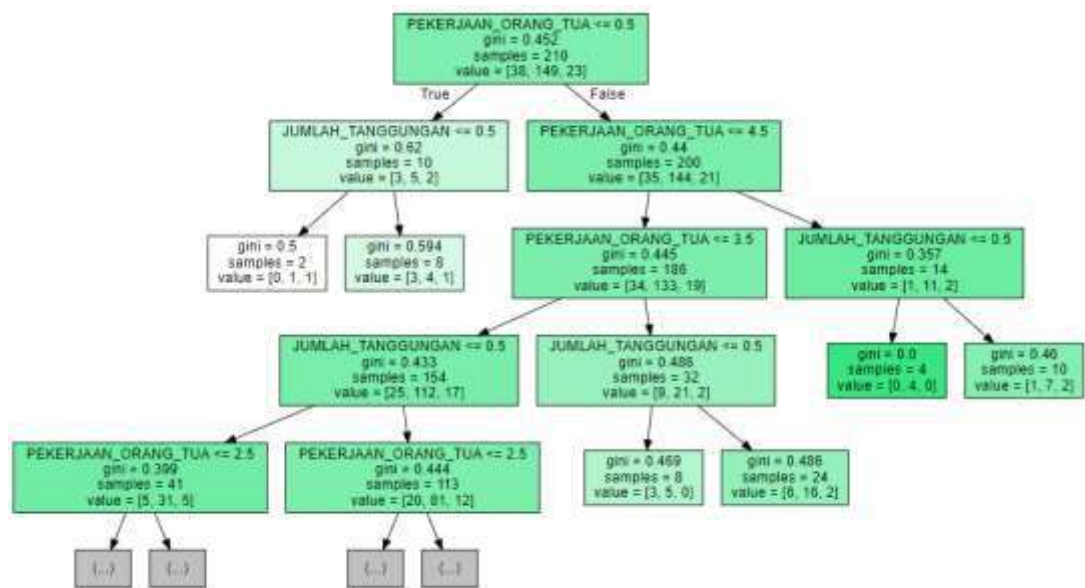 PEKERJAAN_ORANG_TUA <= 0.5
gini = 0.452
samples = 210
value = [38, 149, 23]
True
False
JUMLAH_TANGGUNGAN <= 0.5
gini = 0.62
samples = 10
value = [3, 5, 2]
PEKERJAAN_ORANG_TUA <= 4.5
gini = 0.44
samples = 200
value = [35, 144, 21]
gini = 0.5
samples = 2
value = [0, 1, 1]
gini = 0.594
samples = 8
value = [3, 4, 1]
PEKERJAAN_ORANG_TUA <= 3.5
gini = 0.445
samples = 186
value = [34, 133, 19]
JUMLAH_TANGGUNGAN <= 0.5
gini = 0.357
samples = 14
value = [1, 11, 2]
JUMLAH_TANGGUNGAN <= 0.5
gini = 0.433
samples = 154
value = [25, 112, 17]
JUMLAH_TANGGUNGAN <= 0.5
gini = 0.486
samples = 32
value = [9, 21, 2]
gini = 0.0
samples = 4
value = [0, 4, 0]
gini = 0.46
samples = 10
value = [1, 7, 2]
PEKERJAAN_ORANG_TUA <= 2.5
gini = 0.399
samples = 41
value = [5, 31, 5]
PEKERJAAN_ORANG_TUA <= 2.5
gini = 0.444
samples = 113
value = [20, 81, 12]
gini = 0.469
samples = 8
value = [3, 5, 0]
gini = 0.486
samples = 24
value = [6, 16, 2]
(...)
(...)
(...)
(...)